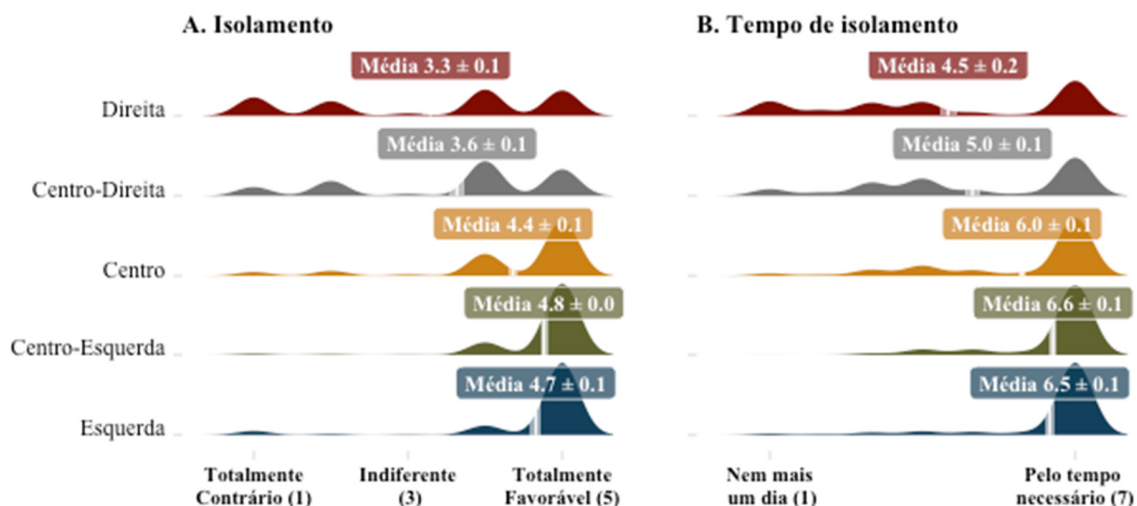 A. Isolamento
B. Tempo de isolamento
Média 3.3 ± 0.1
Média 4.5 ± 0.2
Direita
Média 3.6 ± 0.1
Média 5.0 ± 0.1
Centro-Direita
Média 4.4 ± 0.1
Média 6.0 ± 0.1
Centro
Média 4.8 ± 0.0
Média 6.6 ± 0.1
Centro-Esquerda
Média 4.7 ± 0.1
Média 6.5 ± 0.1
Esquerda
Totalmente
Contrário (1)
Indiferente
(3)
Totalmente
Favorável (5)
Nem mais
um dia (1)
Pelo tempo
necessário (7)